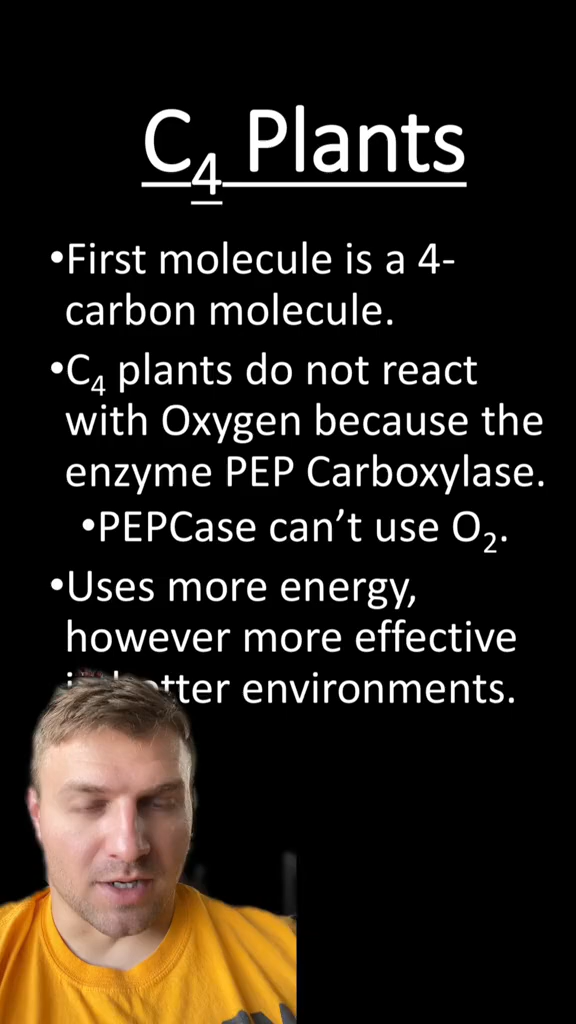 C₄ Plants
•First molecule is a 4-
carbon molecule.
•C₄ plants do not react
with Oxygen because the
enzyme PEP Carboxylase.
•PEPCase can’t use O₂.
•Uses more energy,
however more effective
environments.